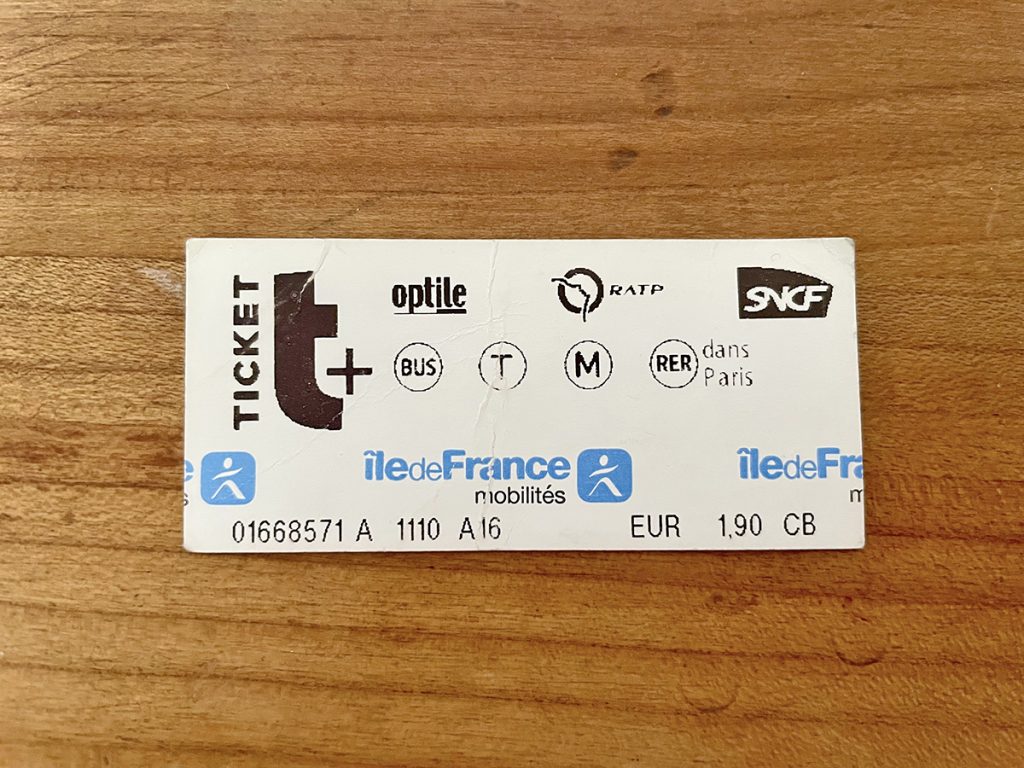 TICKET
t+
optile
RATP
SNCF
BUS
T
M
RER
dans
Paris
e
s
îledeFrance
mobilités
îledeFra
m
01668571 A 1110 A16 EUR 1,90 CB